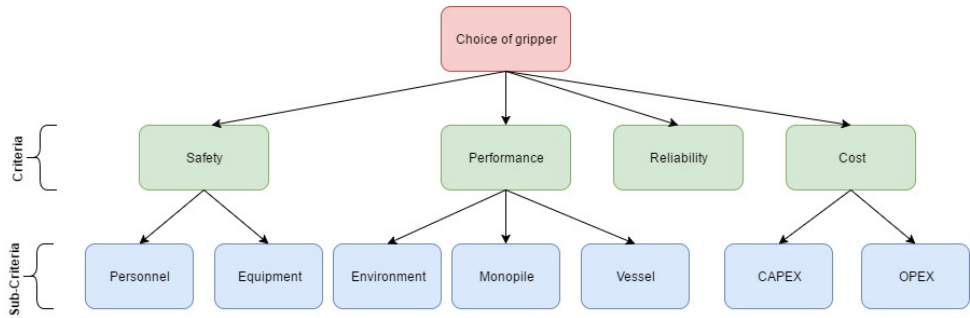 Choice of gripper
Criteria
Safety
Performance
Reliability
Cost
Sub-Criteria
Personnel
Equipment
Environment
Monopile
Vessel
CAPEX
OPEX